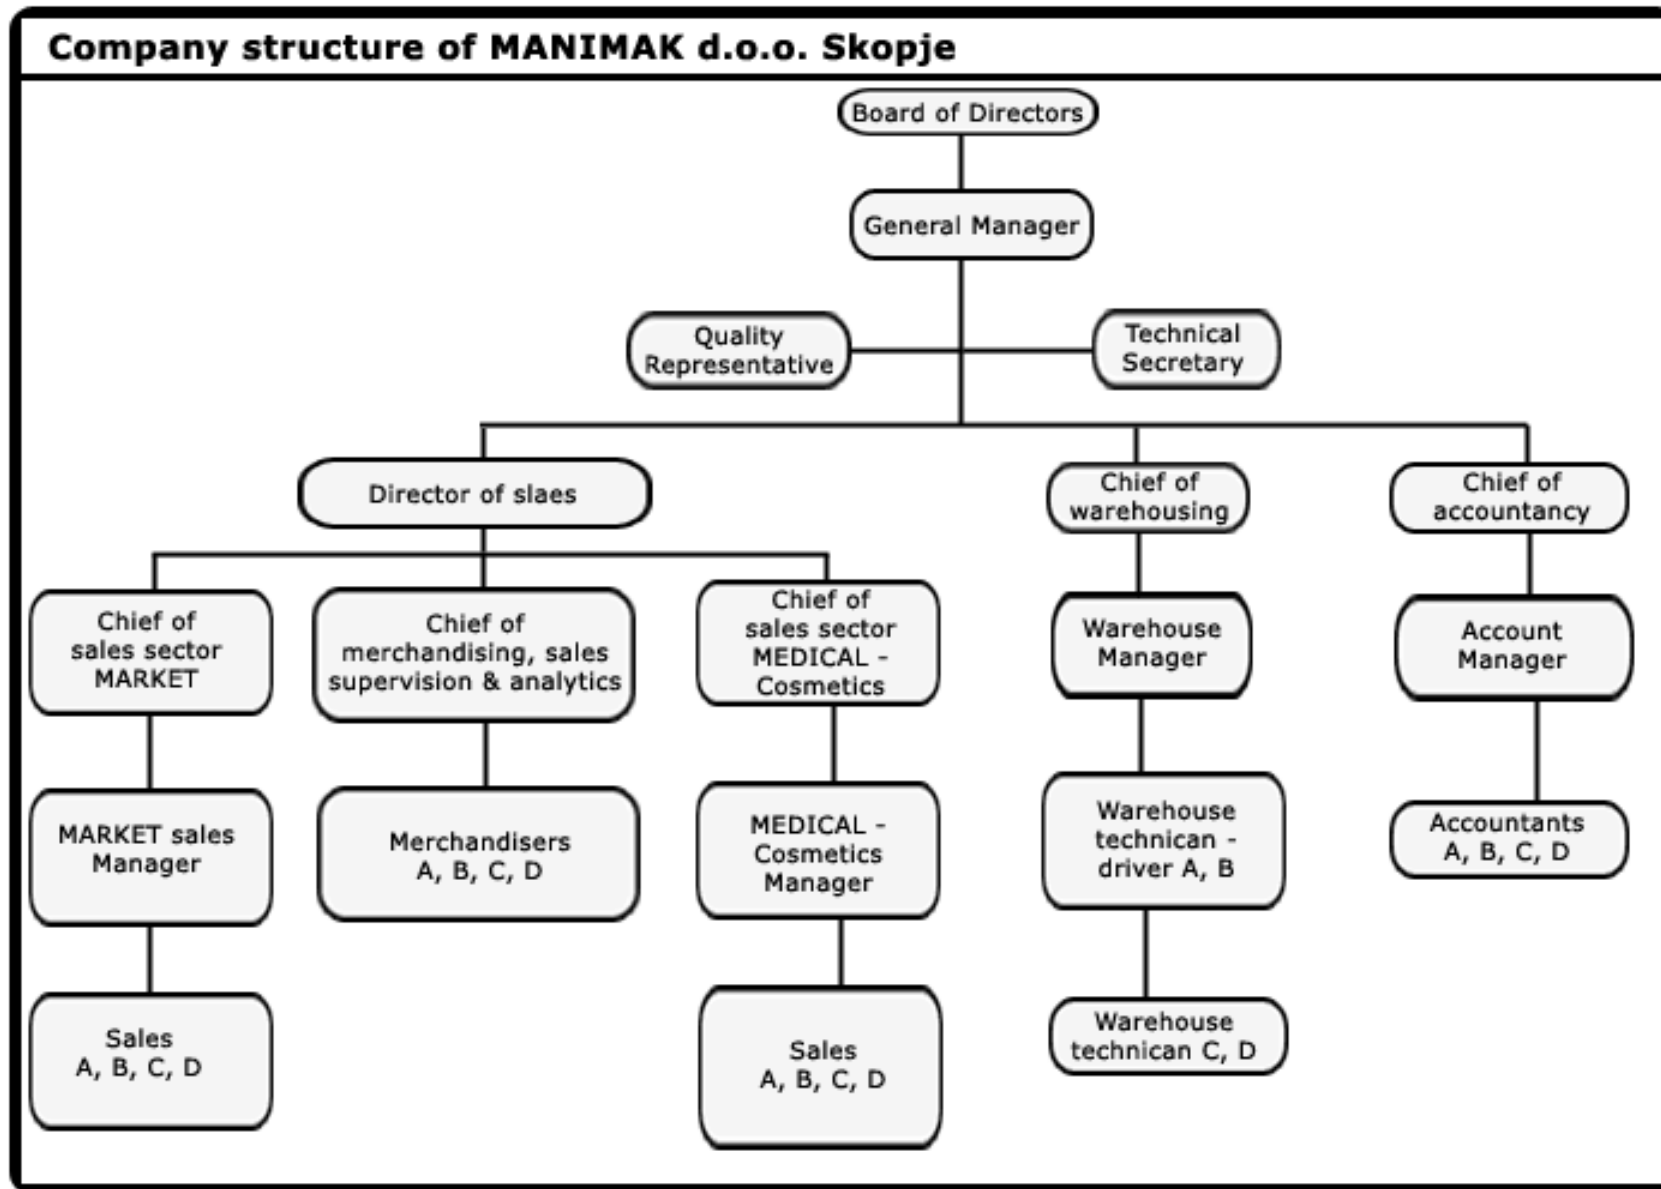 Company structure of MANIMAK d.o.o. Skopje
Board of Directors
General Manager
Quality
Representative
Technical
Secretary
Director of slaes
Chief of
warehousing
Chief of
accountancy
Chief of
sales sector
MARKET
Chief of
merchandising, sales
supervision & analytics
Chief of
sales sector
MEDICAL -
Cosmetics
Warehouse
Manager
Account
Manager
MARKET sales
Manager
Merchandisers
A, B, C, D
MEDICAL -
Cosmetics
Manager
Warehouse
technican -
driver A, B
Accountants
A, B, C, D
Sales
A, B, C, D
Sales
A, B, C, D
Warehouse
technican C, D